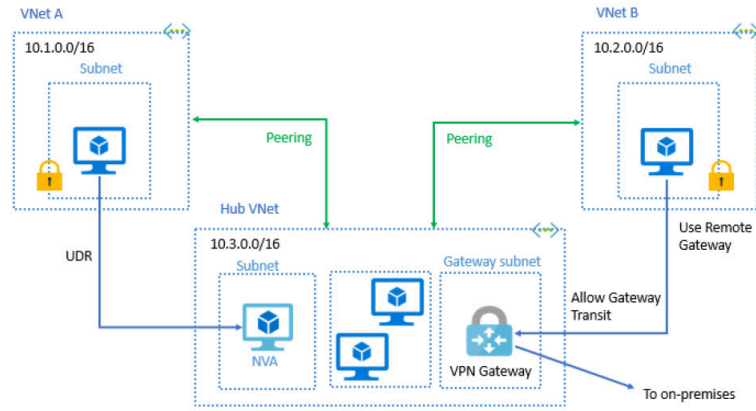 VNet A
VNet B
10.1.0.0/16
10.2.0.0/16
Subnet
Subnet
Peering
Peering
Hub VNet
Use Remote
Gateway
10.3.0.0/16
UDR
Subnet
Gateway subnet
Allow Gateway
Transit
NVA
VPN Gateway
To on-premises